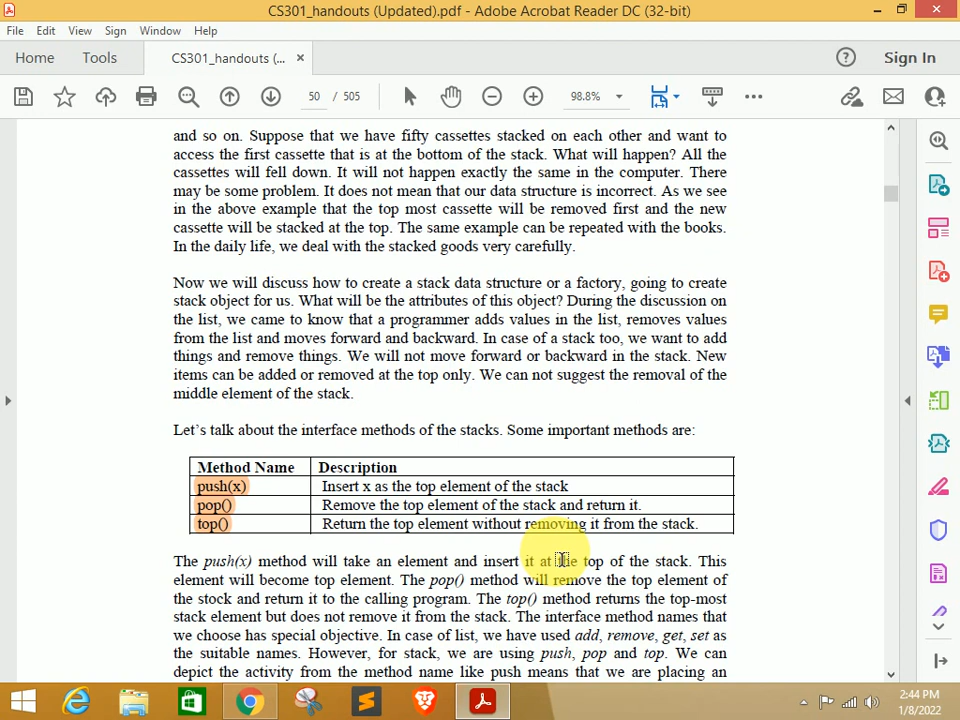 CS301_handouts (Updated).pdf - Adobe Acrobat Reader DC (32-bit)
File Edit View Sign Window Help
Home Tools CS301_handouts (... × Sign In
50 / 505 98.8%
and so on. Suppose that we have fifty cassettes stacked on each other and want to
access the first cassette that is at the bottom of the stack. What will happen? All the
cassettes will fell down. It will not happen exactly the same in the computer. There
may be some problem. It does not mean that our data structure is incorrect. As we see
in the above example that the top most cassette will be removed first and the new
cassette will be stacked at the top. The same example can be repeated with the books.
In the daily life, we deal with the stacked goods very carefully.
Now we will discuss how to create a stack data structure or a factory, going to create
stack object for us. What will be the attributes of this object? During the discussion on
the list, we came to know that a programmer adds values in the list, removes values
from the list and moves forward and backward. In case of a stack too, we want to add
things and remove things. We will not move forward or backward in the stack. New
items can be added or removed at the top only. We can not suggest the removal of the
middle element of the stack.
Let's talk about the interface methods of the stacks. Some important methods are:
Method Name Description
push(x) Insert x as the top element of the stack
pop() Remove the top element of the stack and return it.
top() Return the top element without removing it from the stack.
The push(x) method will take an element and insert it at the top of the stack. This
element will become top element. The pop() method will remove the top element of
the stock and return it to the calling program. The top() method returns the top-most
stack element but does not remove it from the stack. The interface method names that
we choose has special objective. In case of list, we have used add, remove, get, set as
the suitable names. However, for stack, we are using push, pop and top. We can
depict the activity from the method name like push means that we are placing an
2:44 PM
1/8/2022